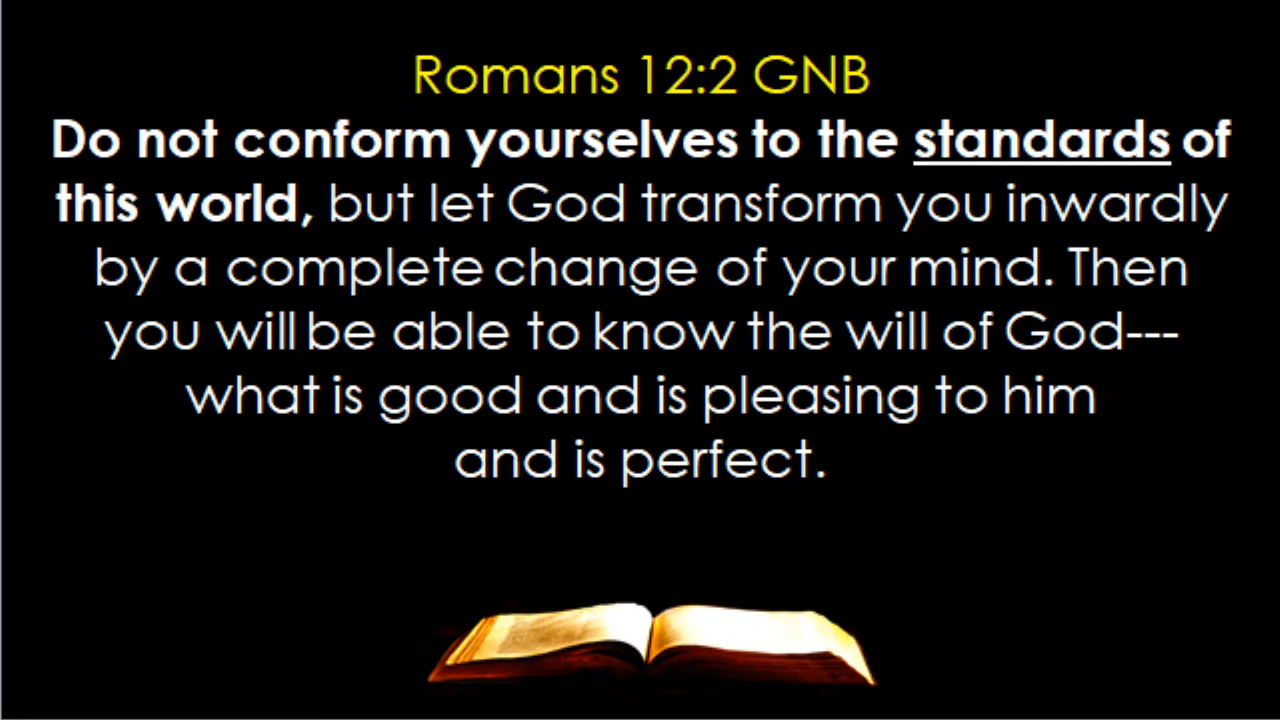 Romans 12:2 GNB
Do not conform yourselves to the standards of
this world, but let God transform you inwardly
by a complete change of your mind. Then
you will be able to know the will of God---
what is good and is pleasing to him
and is perfect.